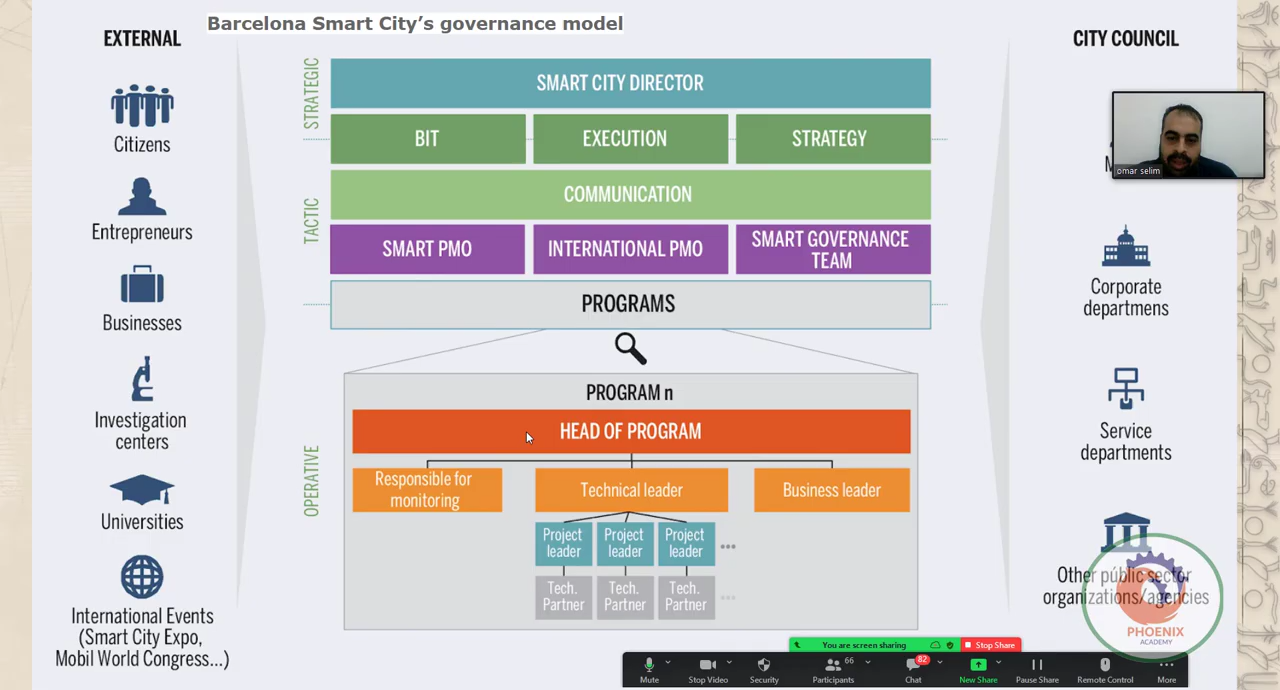 Barcelona Smart City's governance model
EXTERNAL
Citizens
Entrepreneurs
Businesses
Investigation
centers
Universities
International Events
(Smart City Expo,
Mobil World Congress...)
STRATEGIC
SMART CITY DIRECTOR
BIT
EXECUTION
STRATEGY
TACTIC
COMMUNICATION
SMART PMO
INTERNATIONAL PMO
SMART GOVERNANCE
TEAM
PROGRAMS
OPERATIVE
PROGRAM n
HEAD OF PROGRAM
Responsible for
monitoring
Technical leader
Business leader
Project
leader
Project
leader
Project
leader
...
Tech.
Partner
Tech.
Partner
Tech.
Partner
...
CITY COUNCIL
omar selim
Corporate
departmens
Service
departments
Other públic sector
organizations/agencies
PHOENIX
ACADEMY
You are screen sharing
Stop Share
66
82
Mute
Stop Video
Security
Participants
Chat
New Share
Pause Share
Remote Control
More